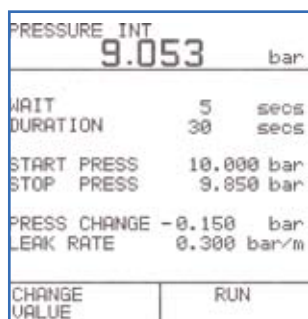 PRESSURE INT
9.053 bar
WAIT 5 secs
DURATION 30 secs
START PRESS 10.000 bar
STOP PRESS 9.850 bar
PRESS CHANGE -0.150 bar
LEAK RATE 0.300 bar/m
CHANGE VALUE
RUN